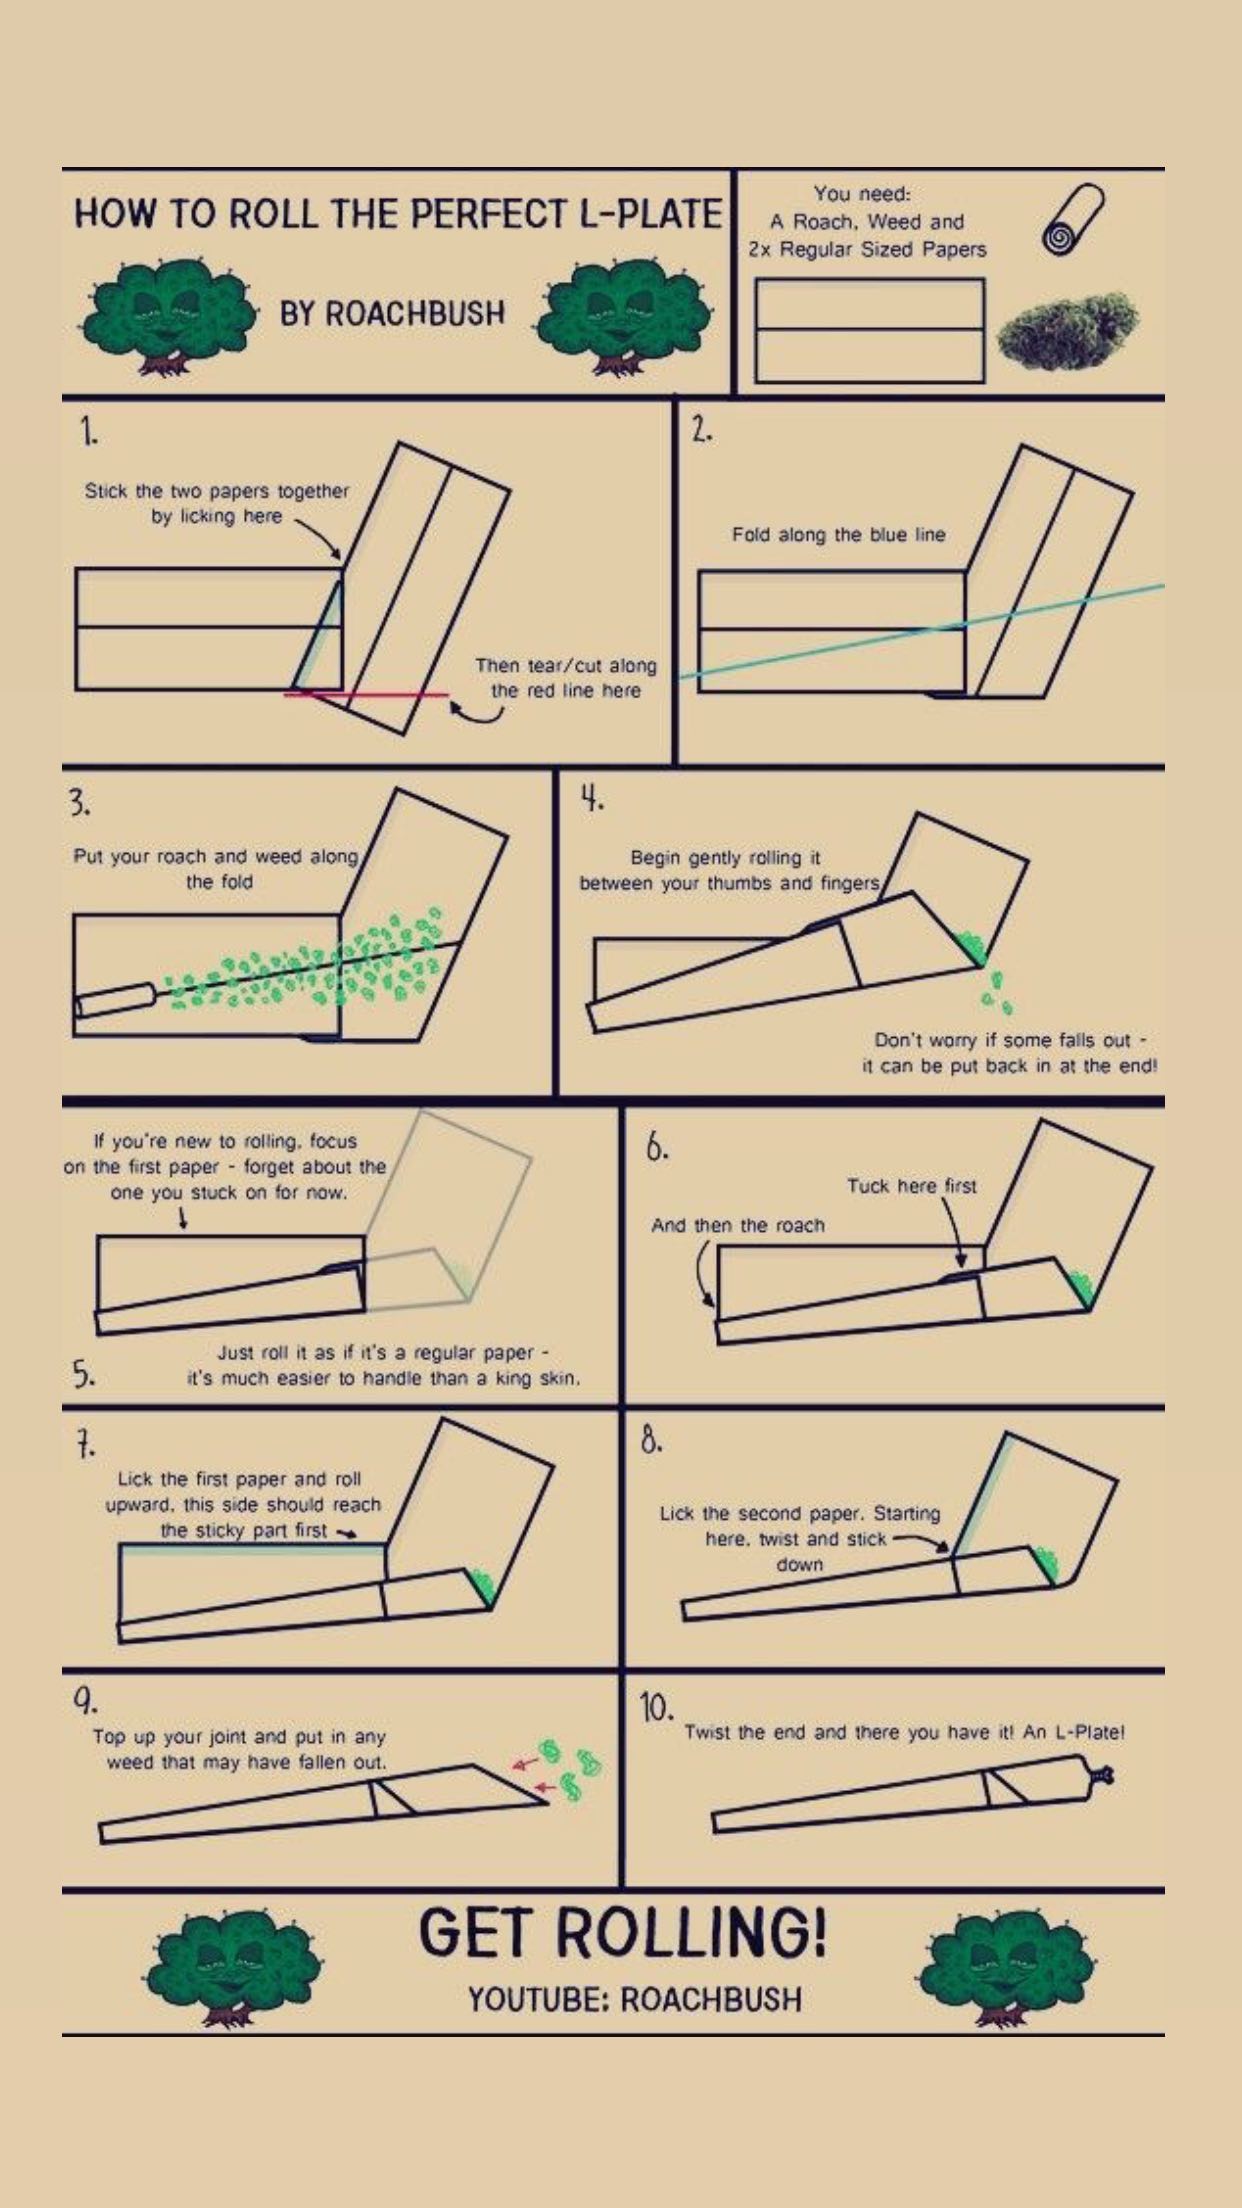 HOW TO ROLL THE PERFECT L-PLATE
BY ROACHBUSH
You need:
A Roach, Weed and
2x Regular Sized Papers
1.
Stick the two papers together
by licking here
Then tear/cut along
the red line here
2.
Fold along the blue line
3.
Put your roach and weed along
the fold
4.
Begin gently rolling it
between your thumbs and fingers
Don't worry if some falls out -
it can be put back in at the end!
If you're new to rolling, focus
on the first paper - forget about the
one you stuck on for now.
5.
Just roll it as if it's a regular paper -
it's much easier to handle than a king skin.
6.
Tuck here first
And then the roach
7.
Lick the first paper and roll
upward, this side should reach
the sticky part first
8.
Lick the second paper. Starting
here, twist and stick
down
9.
Top up your joint and put in any
weed that may have fallen out.
10.
Twist the end and there you have it! An L-Plate!
GET ROLLING!
YOUTUBE: ROACHBUSH